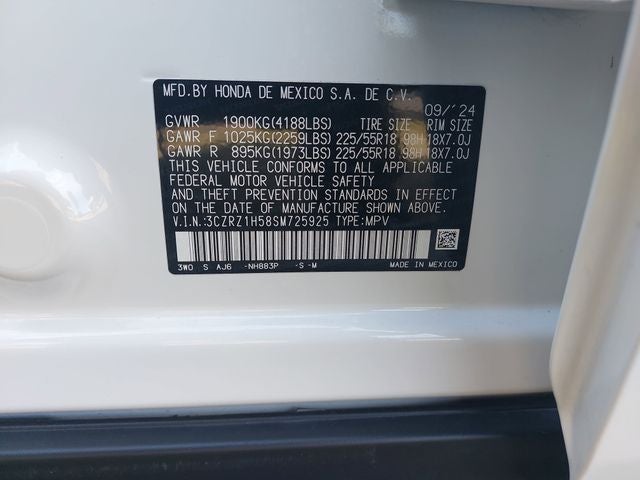 MFD.BY HONDA DE MEXICO S.A. DE C.V.
09/'24
GVWR 1900KG(4188LBS) TIRE SIZE RIM SIZE
GAWR F 1025KG(2259LBS) 225/55R18 98H 18X7.0J
GAWR R 895KG(1973LBS) 225/55R18 98H 18X7.0J
THIS VEHICLE CONFORMS TO ALL APPLICABLE
FEDERAL MOTOR VEHICLE SAFETY
AND THEFT PREVENTION STANDARDS IN EFFECT
ON THE DATE OF MANUFACTURE SHOWN ABOVE.
V.I.N.:3CZRZ1H58SM725925 TYPE:MPV
3W0 S AJ6 -NH883P -S -M MADE IN MEXICO